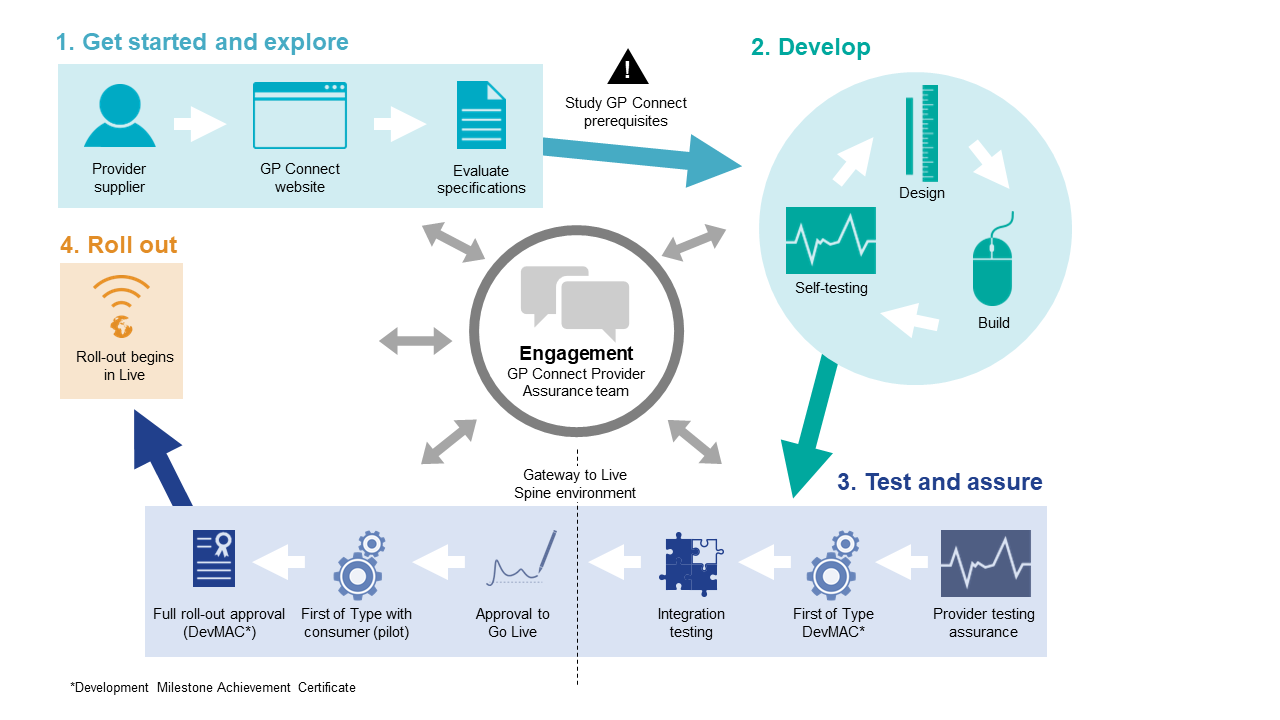 1. Get started and explore
Provider
supplier
GP Connect
website
Evaluate
specifications
!
Study GP Connect
prerequisites
2. Develop
Design
Build
Self-testing
4. Roll out
Roll-out begins
in Live
Engagement
GP Connect Provider
Assurance team
Gateway to Live
Spine environment
3. Test and assure
Full roll-out approval
(DevMAC*)
First of Type with
consumer (pilot)
Approval to
Go Live
Integration
testing
First of Type
DevMAC*
Provider testing
assurance
*Development Milestone Achievement Certificate